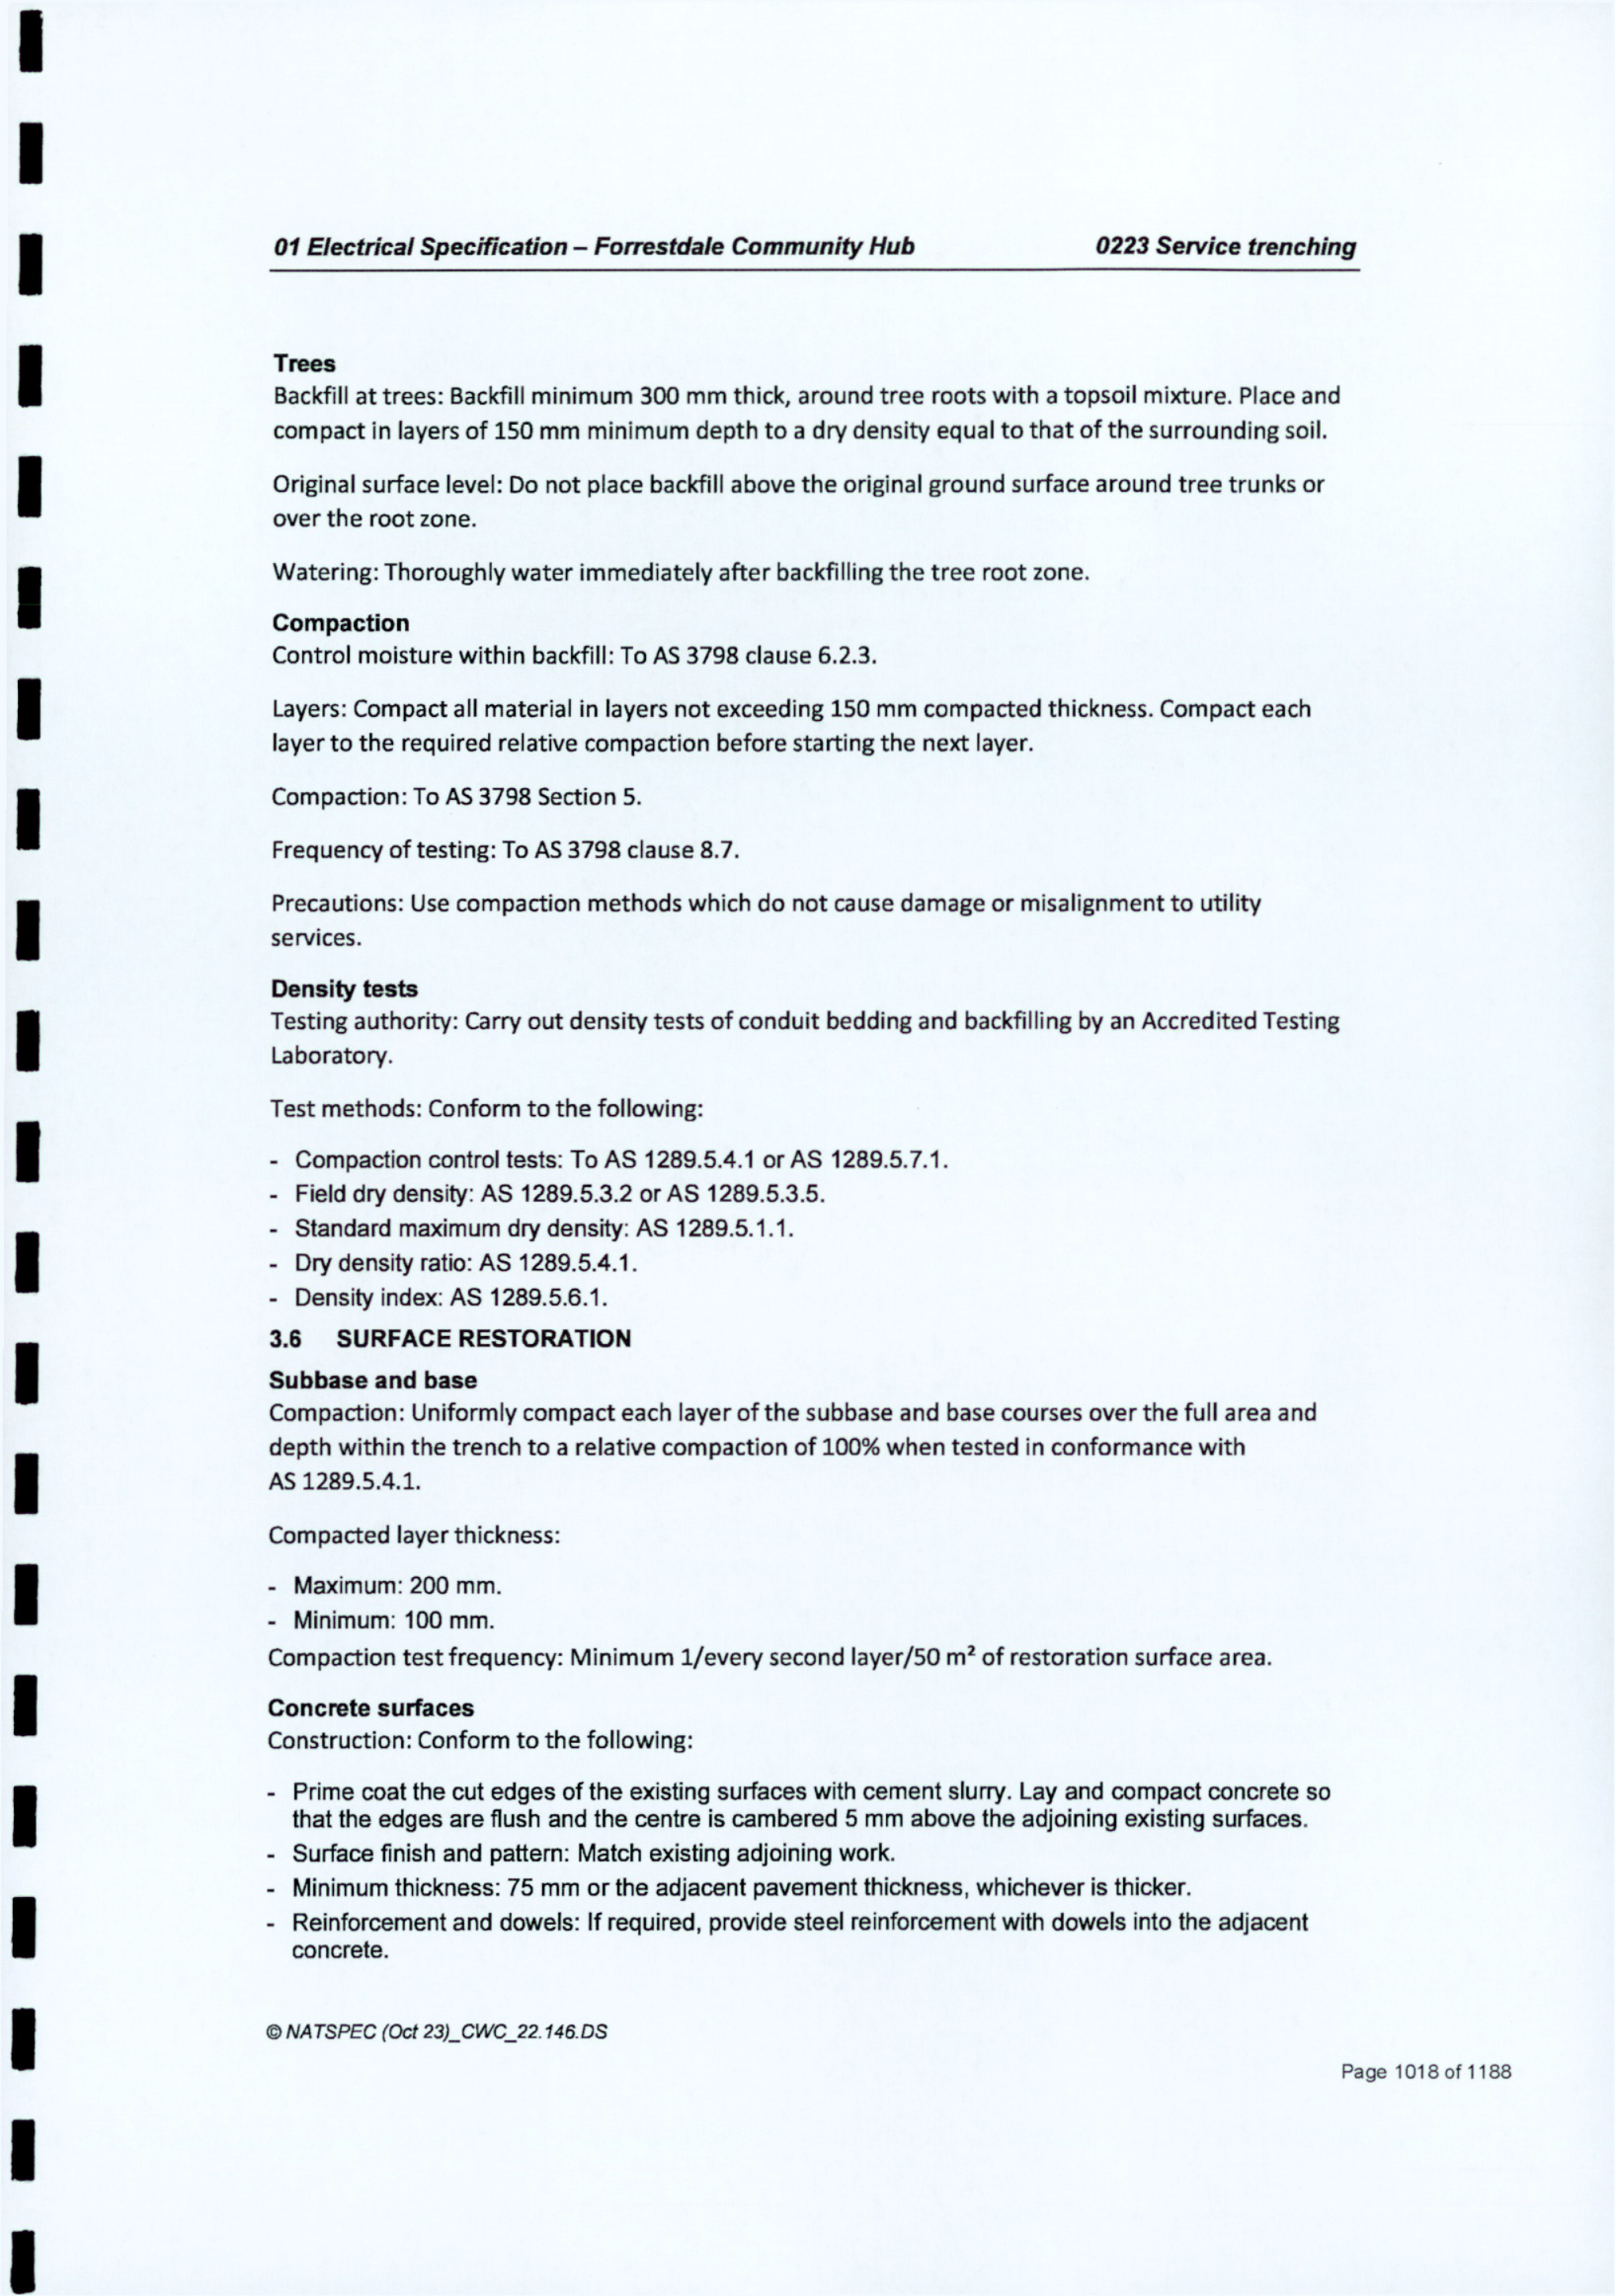 01 Electrical Specification – Forrestdale Community Hub 0223 Service trenching
Trees
Backfill at trees: Backfill minimum 300 mm thick, around tree roots with a topsoil mixture. Place and
compact in layers of 150 mm minimum depth to a dry density equal to that of the surrounding soil.
Original surface level: Do not place backfill above the original ground surface around tree trunks or
over the root zone.
Watering: Thoroughly water immediately after backfilling the tree root zone.
Compaction
Control moisture within backfill: To AS 3798 clause 6.2.3.
Layers: Compact all material in layers not exceeding 150 mm compacted thickness. Compact each
layer to the required relative compaction before starting the next layer.
Compaction: To AS 3798 Section 5.
Frequency of testing: To AS 3798 clause 8.7.
Precautions: Use compaction methods which do not cause damage or misalignment to utility
services.
Density tests
Testing authority: Carry out density tests of conduit bedding and backfilling by an Accredited Testing
Laboratory.
Test methods: Conform to the following:
- Compaction control tests: To AS 1289.5.4.1 or AS 1289.5.7.1.
- Field dry density: AS 1289.5.3.2 or AS 1289.5.3.5.
- Standard maximum dry density: AS 1289.5.1.1.
- Dry density ratio: AS 1289.5.4.1.
- Density index: AS 1289.5.6.1.
3.6 SURFACE RESTORATION
Subbase and base
Compaction: Uniformly compact each layer of the subbase and base courses over the full area and
depth within the trench to a relative compaction of 100% when tested in conformance with
AS 1289.5.4.1.
Compacted layer thickness:
- Maximum: 200 mm.
- Minimum: 100 mm.
Compaction test frequency: Minimum 1/every second layer/50 m² of restoration surface area.
Concrete surfaces
Construction: Conform to the following:
- Prime coat the cut edges of the existing surfaces with cement slurry. Lay and compact concrete so
that the edges are flush and the centre is cambered 5 mm above the adjoining existing surfaces.
- Surface finish and pattern: Match existing adjoining work.
- Minimum thickness: 75 mm or the adjacent pavement thickness, whichever is thicker.
- Reinforcement and dowels: If required, provide steel reinforcement with dowels into the adjacent
concrete.
© NATSPEC (Oct 23)_CWC_22.146.DS
Page 1018 of 1188